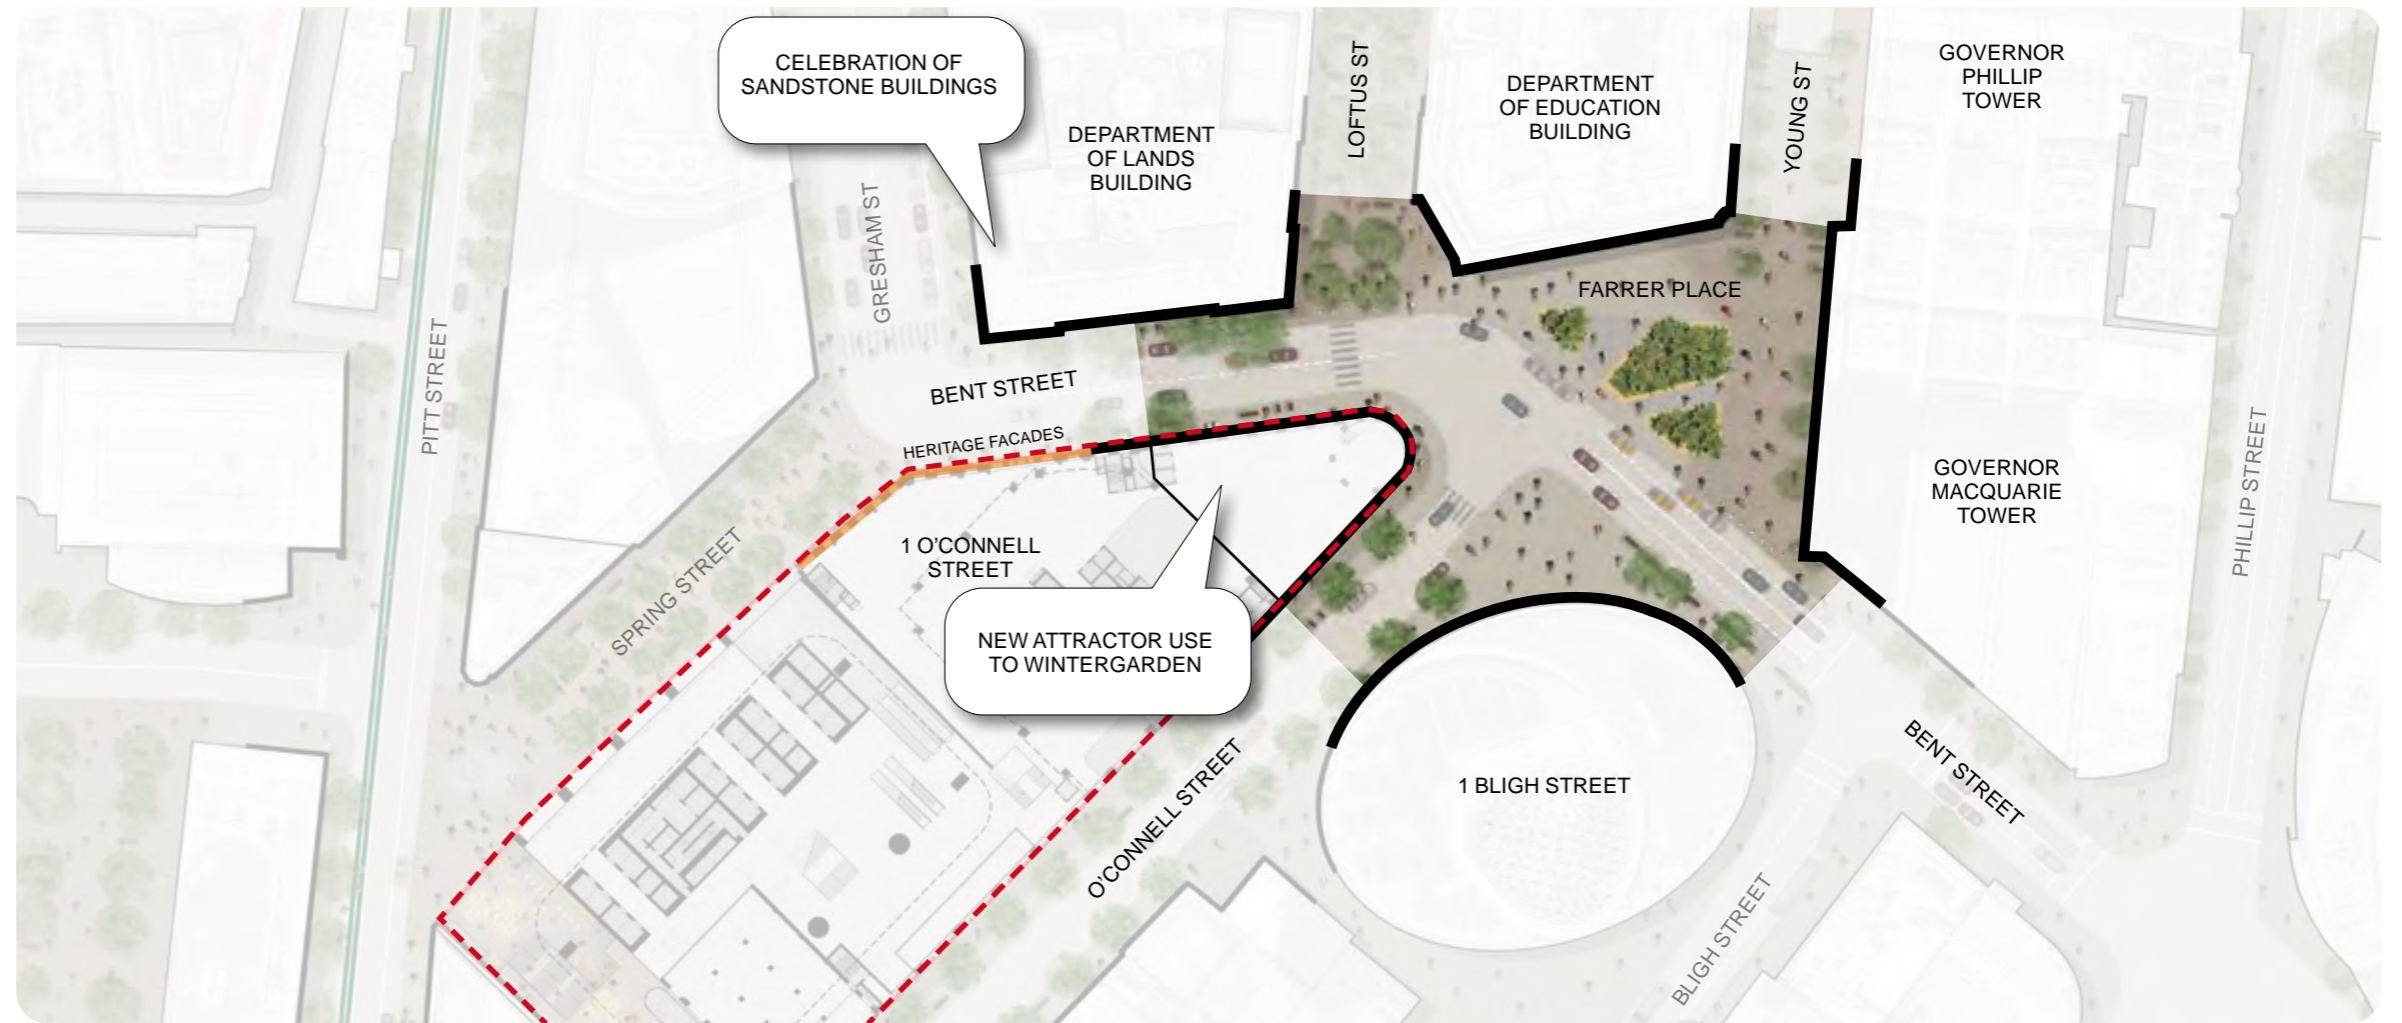 CELEBRATION OF
SANDSTONE BUILDINGS
DEPARTMENT
OF LANDS
BUILDING
LOFTUS ST
DEPARTMENT
OF EDUCATION
BUILDING
YOUNG ST
GOVERNOR
PHILLIP
TOWER
GRESHAM ST
FARRER PLACE
PITT STREET
BENT STREET
HERITAGE FACADES
GOVERNOR
MACQUARIE
TOWER
PHILLIP STREET
SPRING STREET
1 O'CONNELL
STREET
NEW ATTRACTOR USE
TO WINTERGARDEN
O'CONNELL STREET
1 BLIGH STREET
BENT STREET
BLIGH STREET